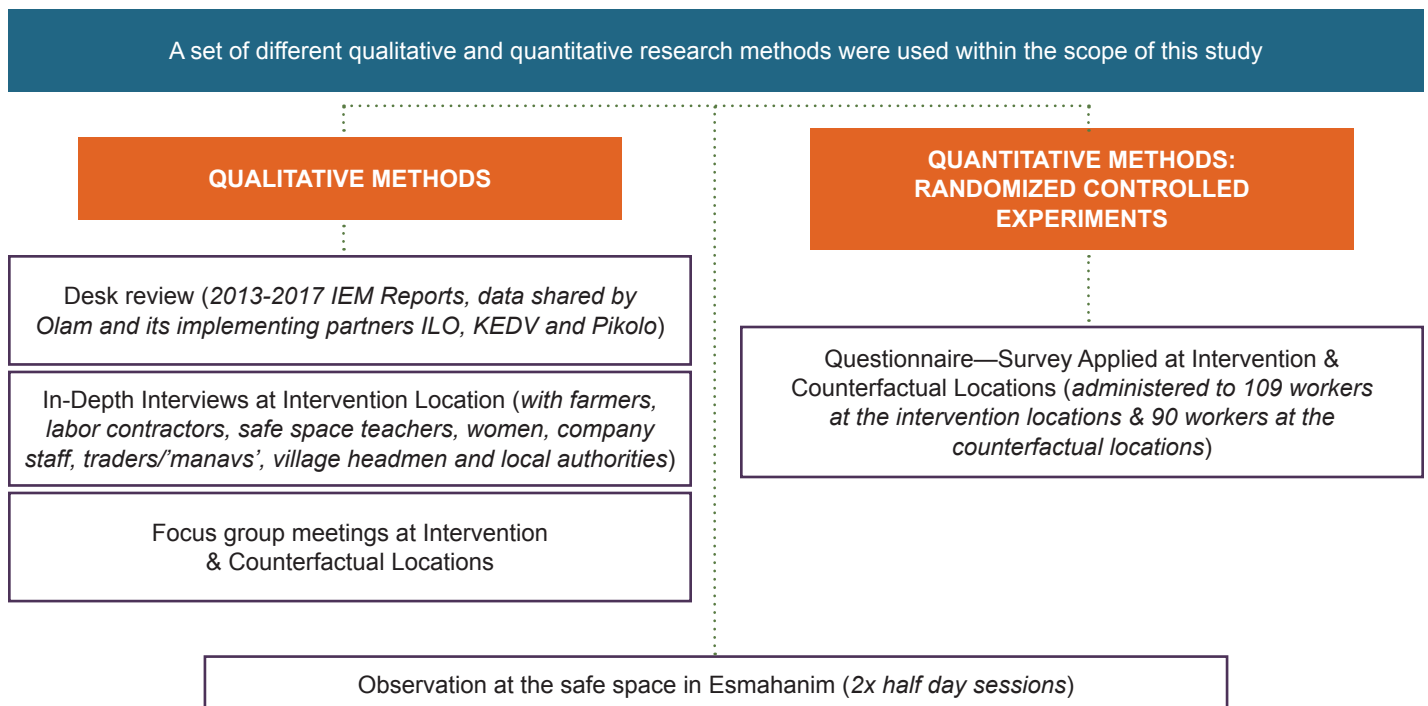 A set of different qualitative and quantitative research methods were used within the scope of this study
QUALITATIVE METHODS
Desk review (2013-2017 IEM Reports, data shared by
Olam and its implementing partners ILO, KEDV and Pikolo)
In-Depth Interviews at Intervention Location (with farmers,
labor contractors, safe space teachers, women, company
staff, traders/’manavs’, village headmen and local authorities)
Focus group meetings at Intervention
& Counterfactual Locations
QUANTITATIVE METHODS:
RANDOMIZED CONTROLLED
EXPERIMENTS
Questionnaire—Survey Applied at Intervention &
Counterfactual Locations (administered to 109 workers
at the intervention locations & 90 workers at the
counterfactual locations)
Observation at the safe space in Esmahanim (2x half day sessions)